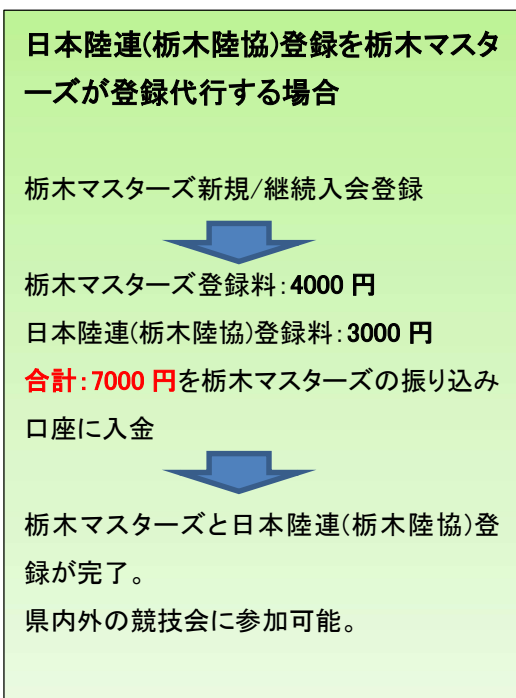 日本陸連(栃木陸協)登録を栃木マスタ
ーズが登録代行する場合
栃木マスターズ新規/継続入会登録
栃木マスターズ登録料:4000 円
日本陸連(栃木陸協)登録料:3000 円
合計:7000 円を栃木マスターズの振り込み
口座に入金
栃木マスターズと日本陸連(栃木陸協)登
録が完了。
県内外の競技会に参加可能。